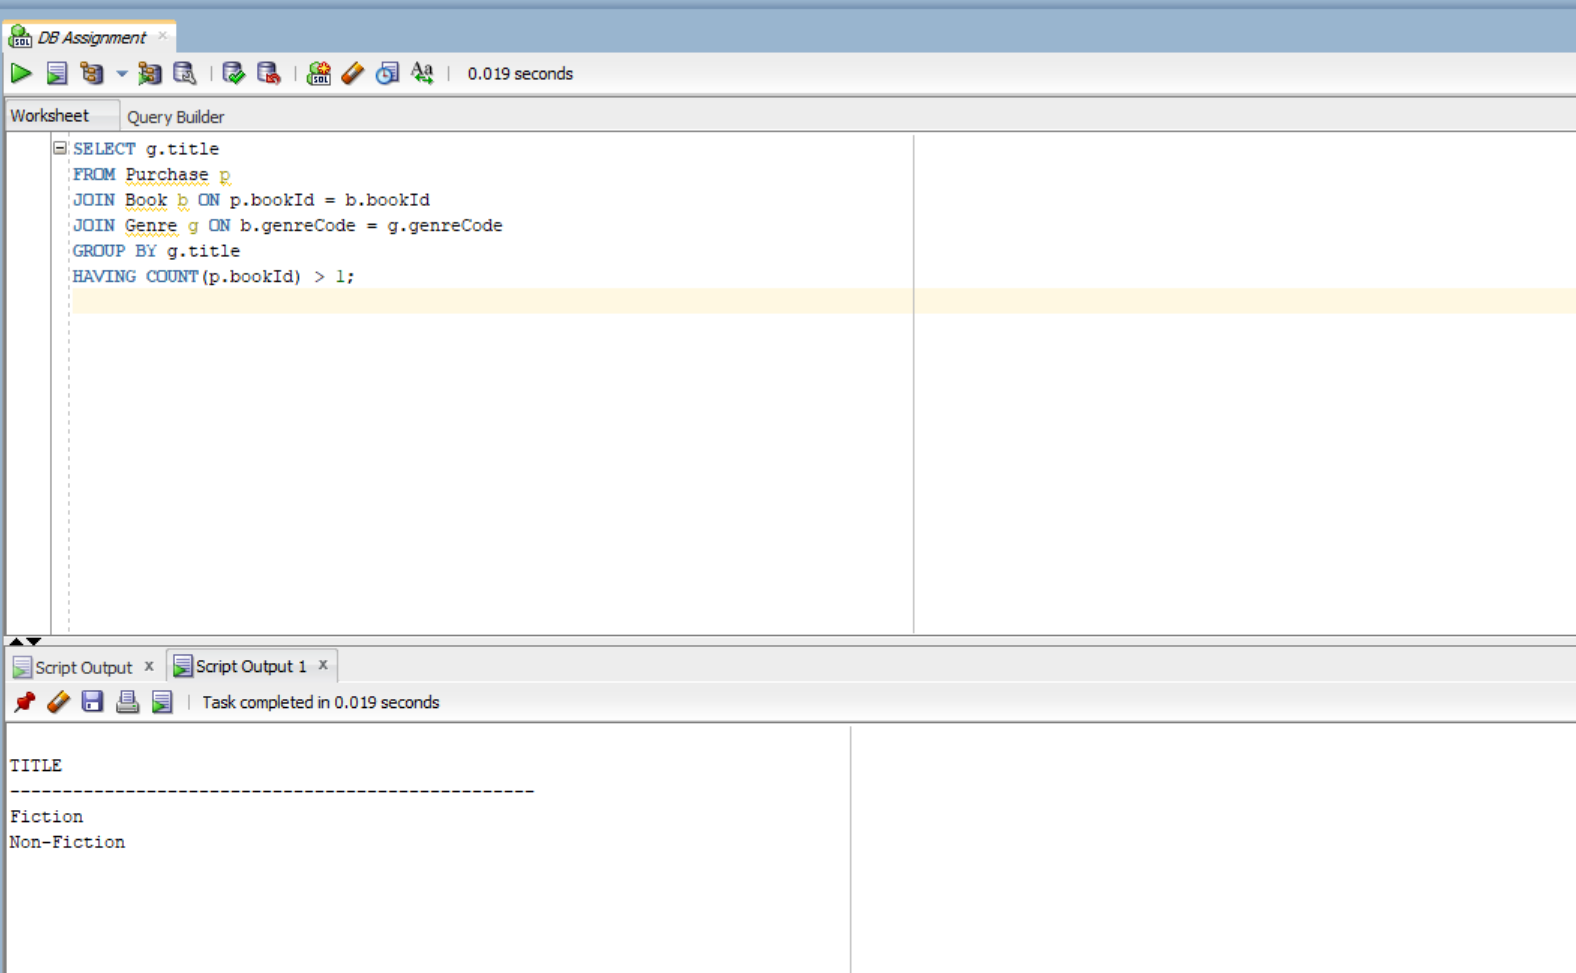 DB Assignment
0.019 seconds
Worksheet Query Builder
SELECT g.title
FROM Purchase p
JOIN Book b ON p.bookId = b.bookId
JOIN Genre g ON b.genreCode = g.genreCode
GROUP BY g.title
HAVING COUNT(p.bookId) > 1;
Script Output x Script Output 1 x
Task completed in 0.019 seconds
TITLE
--------------------------------------------------
Fiction
Non-Fiction